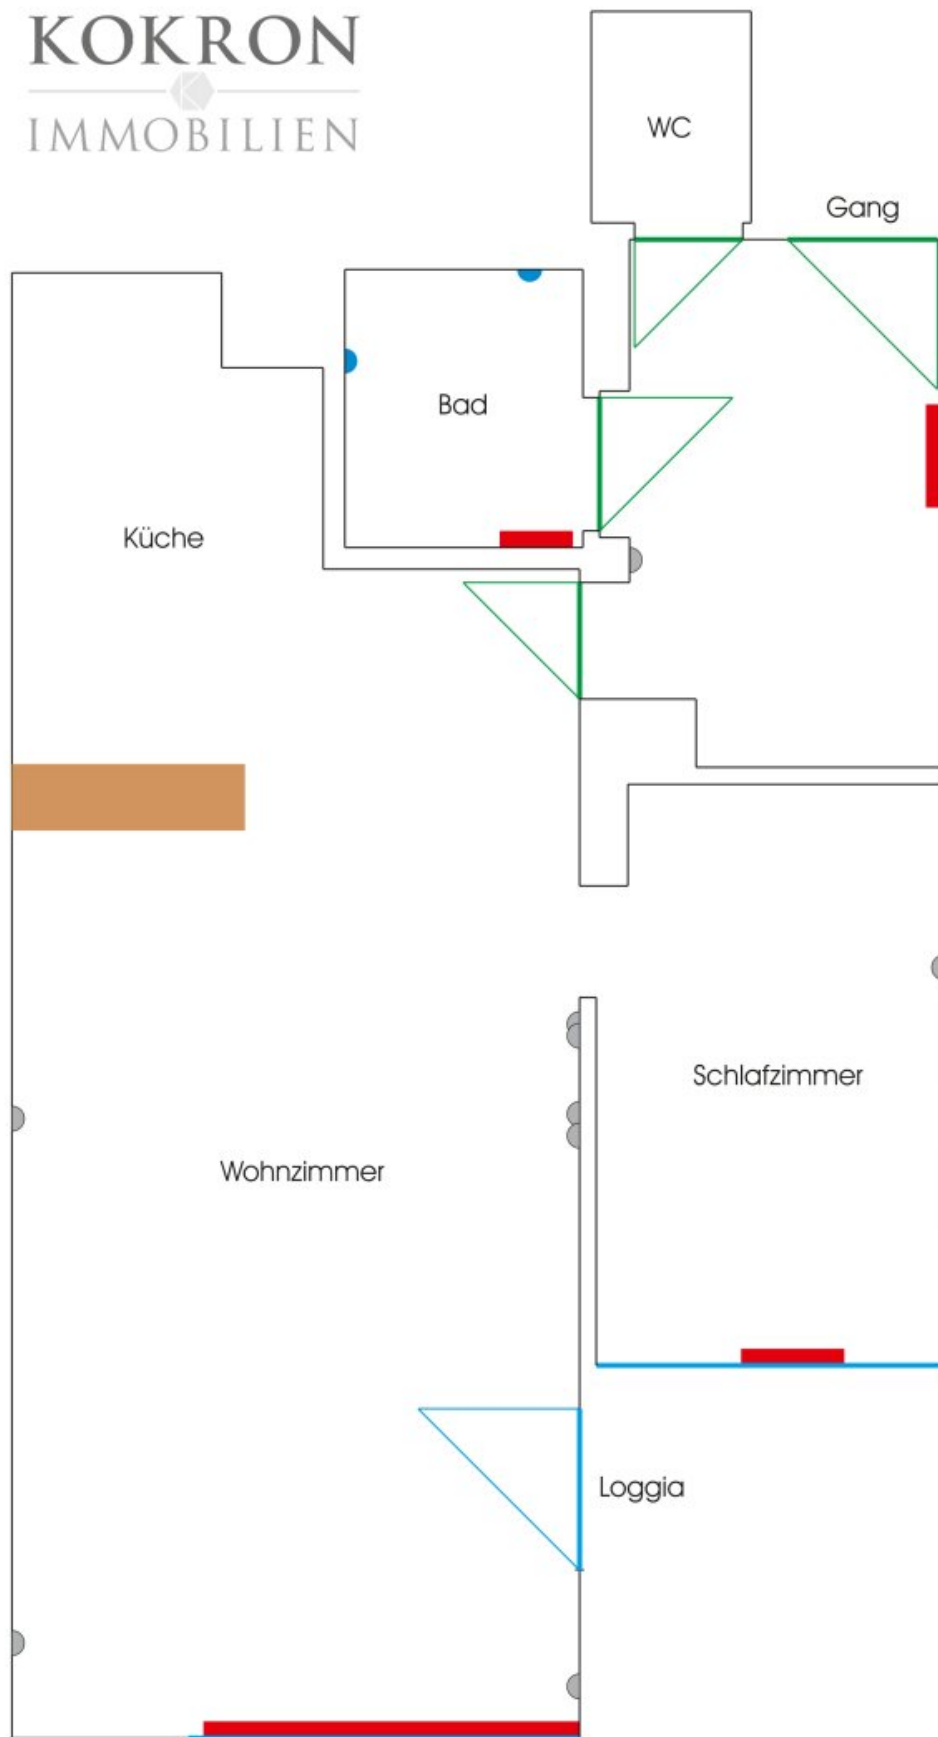 KOKRON
IMMOBILIEN
WC
Gang
Bad
Küche
Schlafzimmer
Wohnzimmer
Loggia